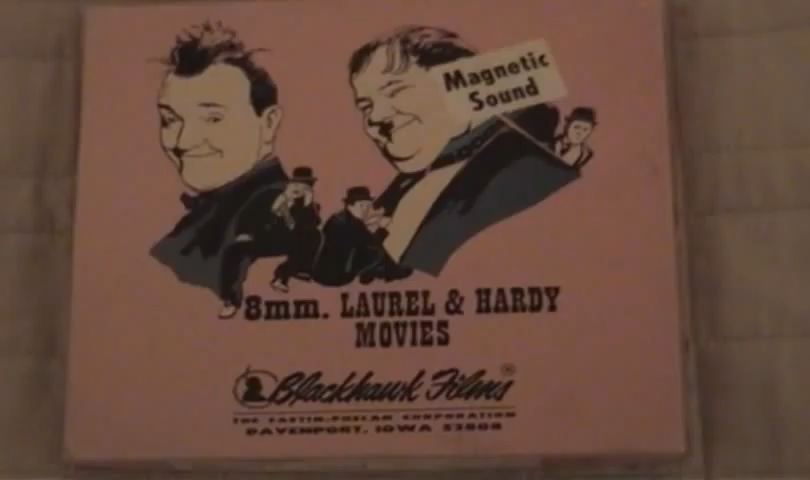 Magnetic
Sound
8mm. LAUREL & HARDY
MOVIES
Blackhawk Films®
THE EASTIN-PHELAN CORPORATION
DAVENPORT, IOWA 52808